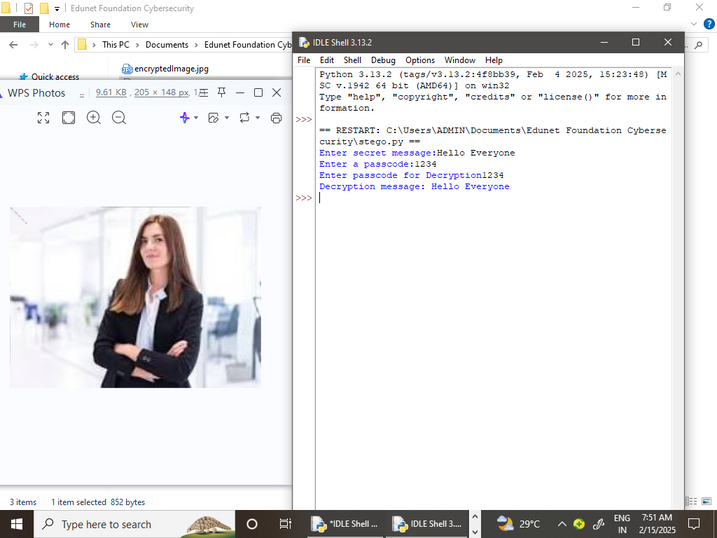 Edunet Foundation Cybersecurity
File Home Share View
This PC Documents Edunet Foundation Cyb
Quick access
encryptedImage.jpg
WPS Photos 9.61 KB , 205 × 148 px,
IDLE Shell 3.13.2
File Edit Shell Debug Options Window Help
Python 3.13.2 (tags/v3.13.2:4f8bb39, Feb 4 2025, 15:23:48) [M
SC v.1942 64 bit (AMD64)] on win32
Type "help", "copyright", "credits" or "license()" for more in
formation.
>>>
== RESTART: C:\Users\ADMIN\Documents\Edunet Foundation Cyberse
curity\stego.py ==
Enter secret message:Hello Everyone
Enter a passcode:1234
Enter passcode for Decryption1234
Decryption message: Hello Everyone
>>>
3 items 1 item selected 852 bytes
Type here to search
*IDLE Shell ...
IDLE Shell 3....
29°C
ENG
IN
7:51 AM
2/15/2025